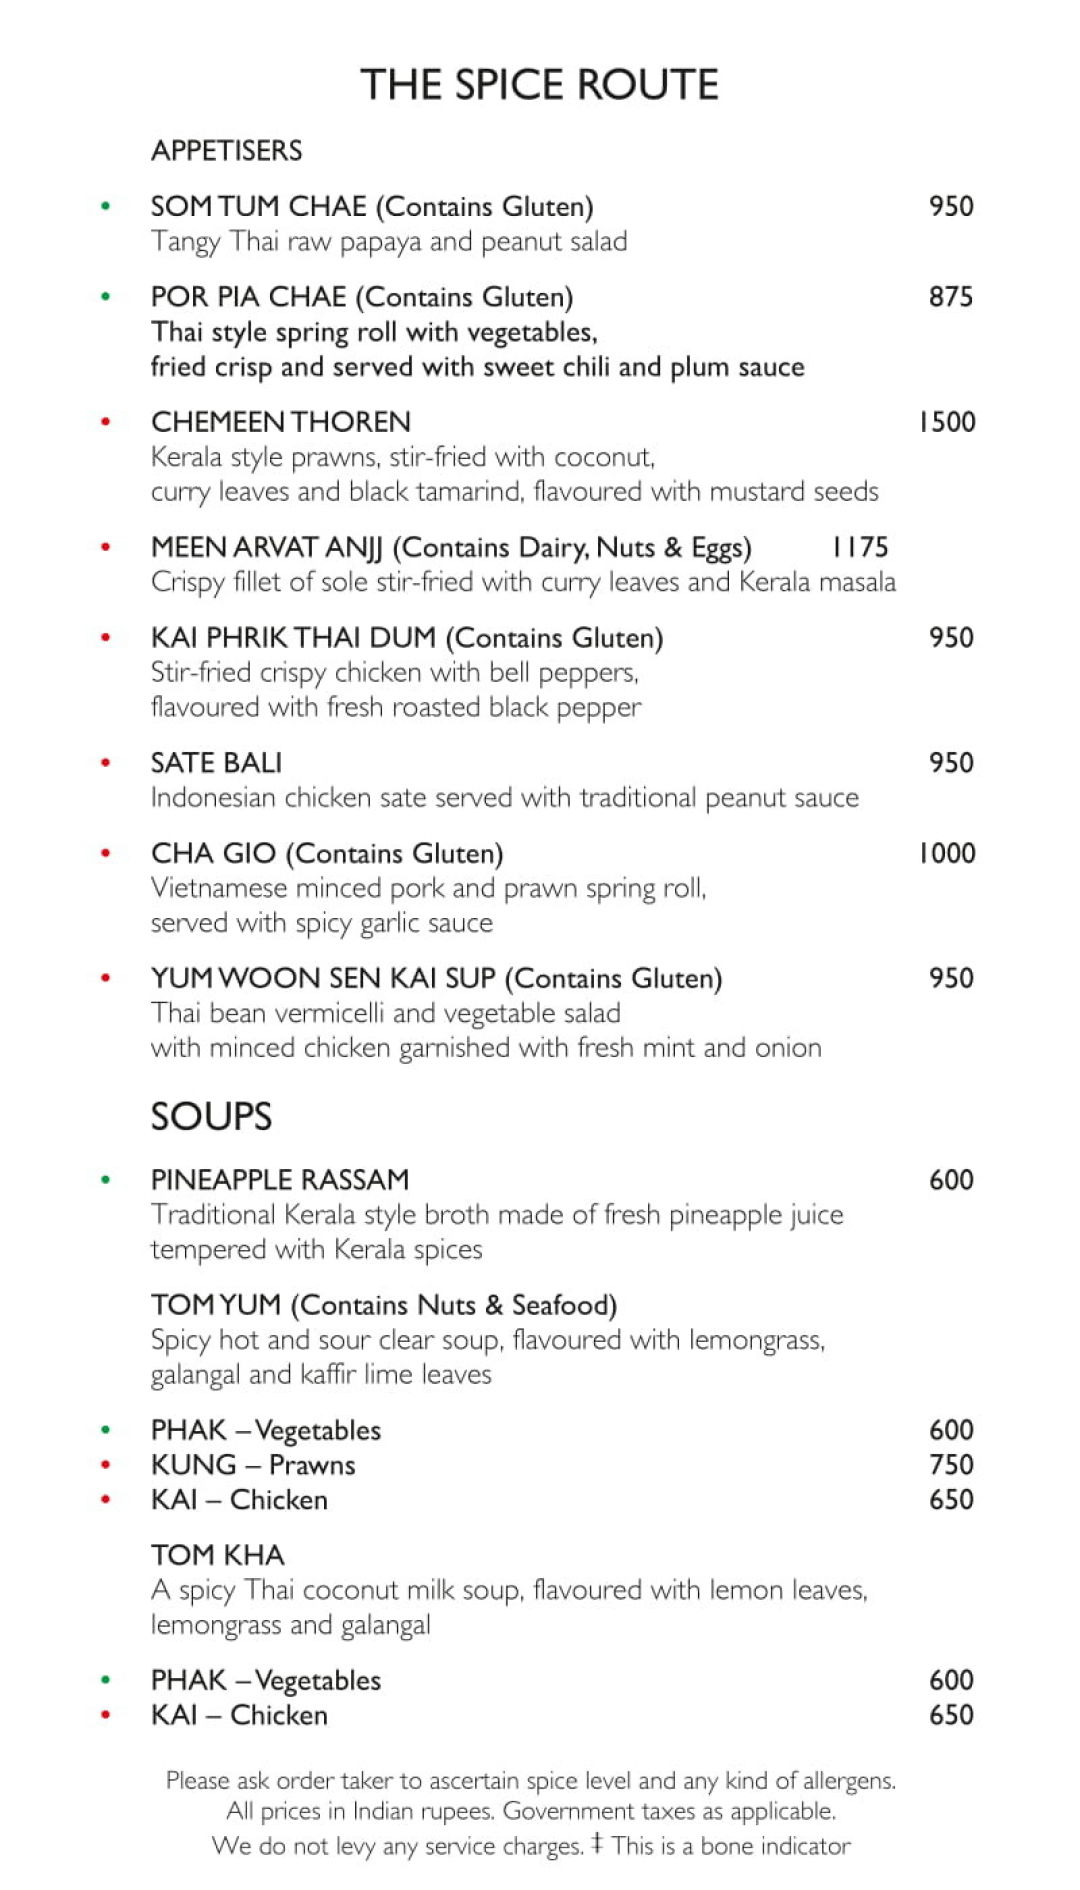 THE SPICE ROUTE
APPETISERS
• SOM TUM CHAE (Contains Gluten) 950
Tangy Thai raw papaya and peanut salad
• POR PIA CHAE (Contains Gluten) 875
Thai style spring roll with vegetables,
fried crisp and served with sweet chili and plum sauce
• CHEMEEN THOREN 1500
Kerala style prawns, stir-fried with coconut,
curry leaves and black tamarind, flavoured with mustard seeds
• MEEN ARVAT ANJJ (Contains Dairy, Nuts & Eggs) 1175
Crispy fillet of sole stir-fried with curry leaves and Kerala masala
• KAI PHRIK THAI DUM (Contains Gluten) 950
Stir-fried crispy chicken with bell peppers,
flavoured with fresh roasted black pepper
• SATE BALI 950
Indonesian chicken sate served with traditional peanut sauce
• CHA GIO (Contains Gluten) 1000
Vietnamese minced pork and prawn spring roll,
served with spicy garlic sauce
• YUM WOON SEN KAI SUP (Contains Gluten) 950
Thai bean vermicelli and vegetable salad
with minced chicken garnished with fresh mint and onion
SOUPS
• PINEAPPLE RASSAM 600
Traditional Kerala style broth made of fresh pineapple juice
tempered with Kerala spices
TOM YUM (Contains Nuts & Seafood)
Spicy hot and sour clear soup, flavoured with lemongrass,
galangal and kaffir lime leaves
• PHAK – Vegetables 600
• KUNG – Prawns 750
• KAI – Chicken 650
TOM KHA
A spicy Thai coconut milk soup, flavoured with lemon leaves,
lemongrass and galangal
• PHAK – Vegetables 600
• KAI – Chicken 650
Please ask order taker to ascertain spice level and any kind of allergens.
All prices in Indian rupees. Government taxes as applicable.
We do not levy any service charges. ‡ This is a bone indicator